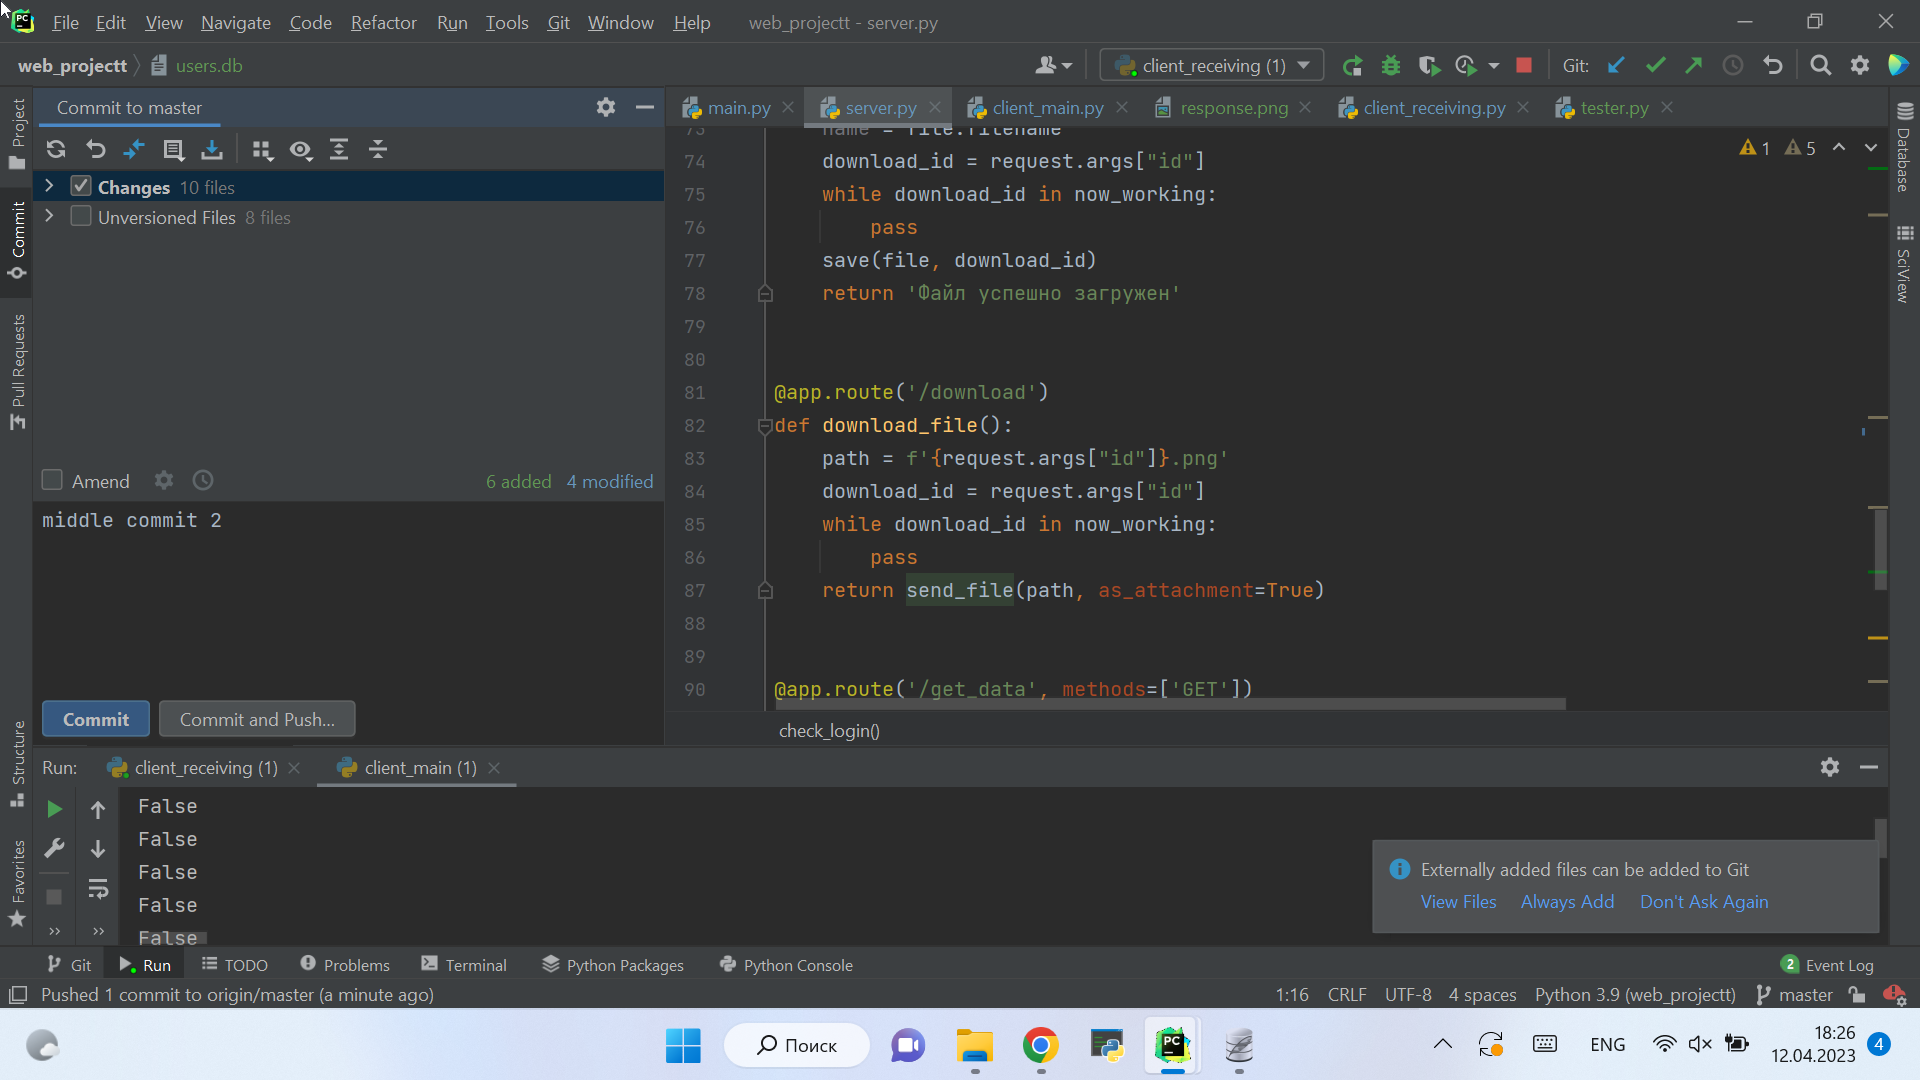 PC File Edit View Navigate Code Refactor Run Tools Git Window Help web_projectt - server.py
web_projectt users.db client_receiving (1) Git:
Project
Commit
Pull Requests
Structure
Favorites
Commit to master
Changes 10 files
Unversioned Files 8 files
Amend 6 added 4 modified
middle commit 2
Commit Commit and Push...
main.py server.py client_main.py response.png client_receiving.py tester.py
1 5
73 name = file.filename
74 download_id = request.args["id"]
75 while download_id in now_working:
76 pass
77 save(file, download_id)
78 return 'Файл успешно загружен'
79
80
81 @app.route('/download')
82 def download_file():
83 path = f'{request.args["id"]}.png'
84 download_id = request.args["id"]
85 while download_id in now_working:
86 pass
87 return send_file(path, as_attachment=True)
88
89
90 @app.route('/get_data', methods=['GET'])
check_login()
Database
SciView
Run: client_receiving (1) client_main (1)
False
False
False
False
False
Externally added files can be added to Git
View Files Always Add Don't Ask Again
Git Run TODO Problems Terminal Python Packages Python Console 2 Event Log
Pushed 1 commit to origin/master (a minute ago) 1:16 CRLF UTF-8 4 spaces Python 3.9 (web_projectt) master
Поиск PC ENG 18:26
12.04.2023 4